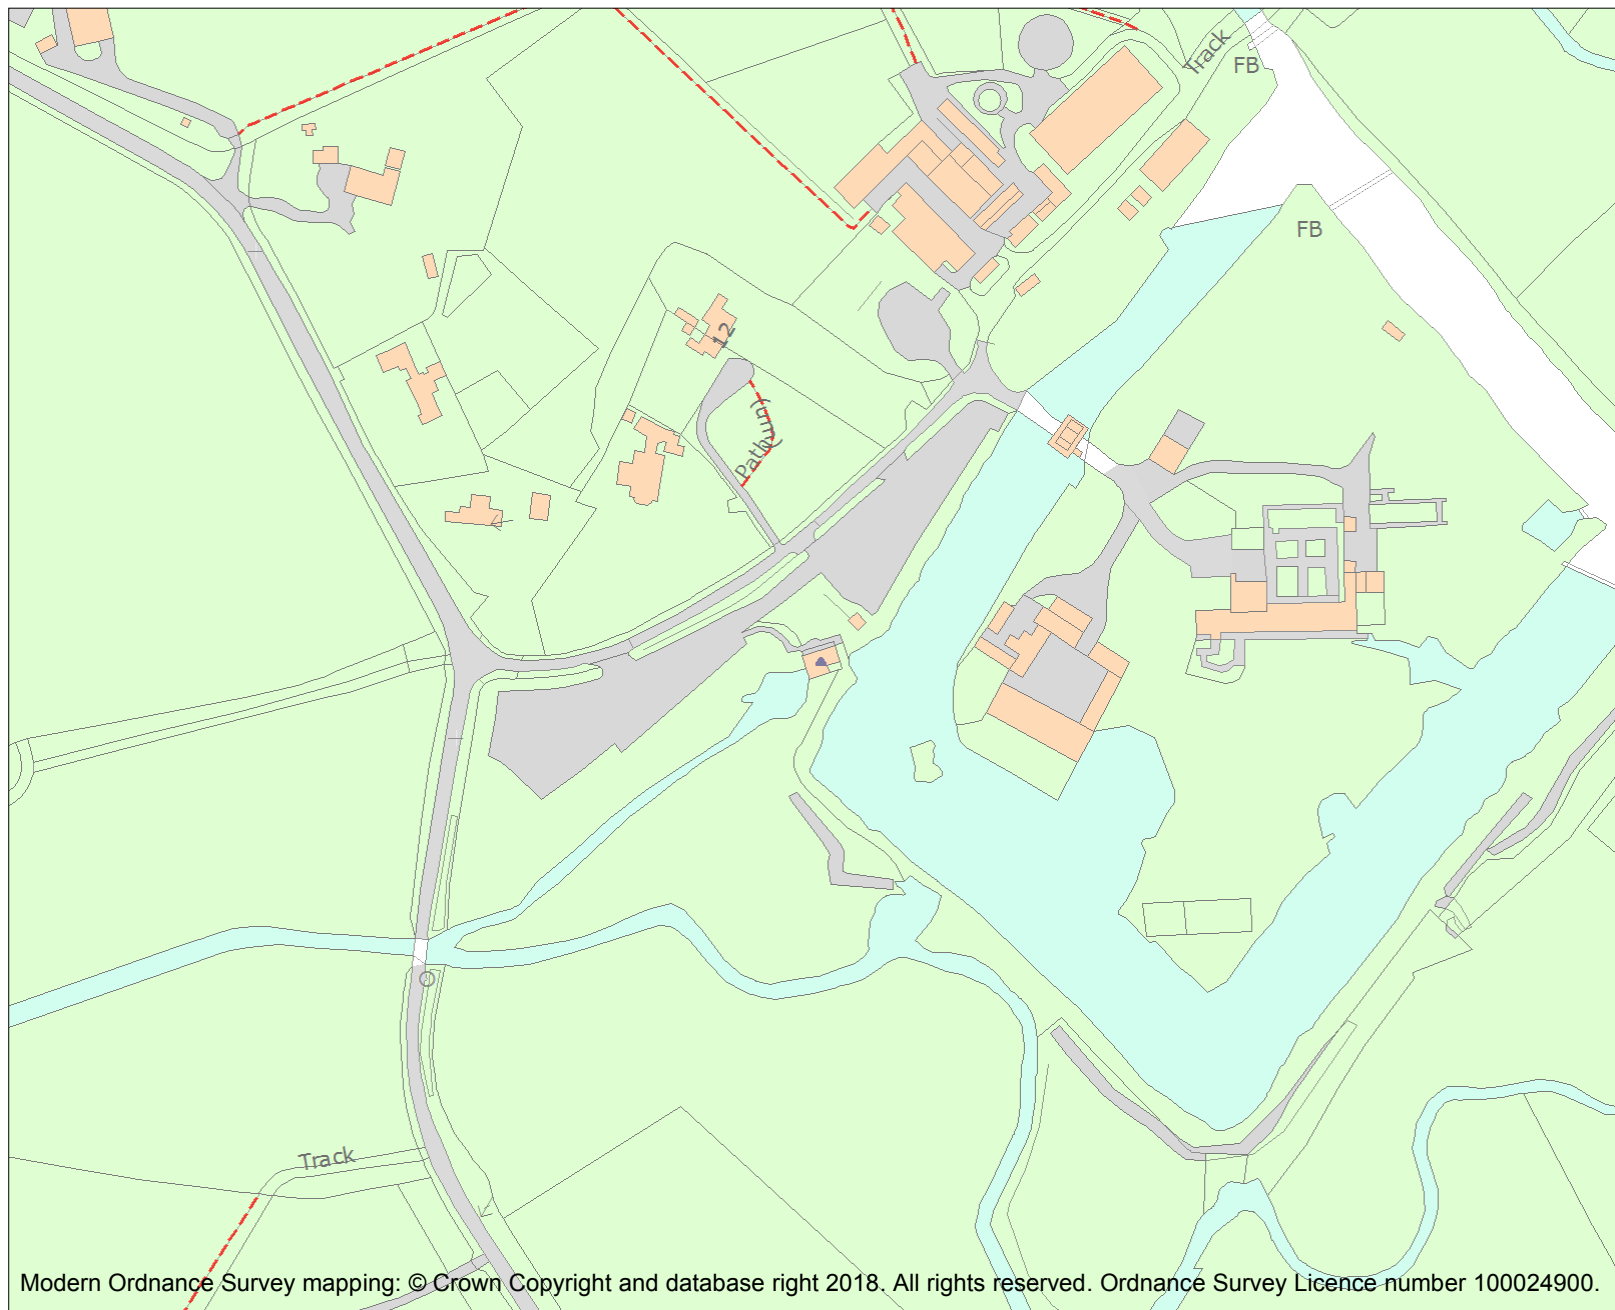 Track
FB
FB
12
Path (um)
Track
Modern Ordnance Survey mapping: © Crown Copyright and database right 2018. All rights reserved. Ordnance Survey Licence number 100024900.